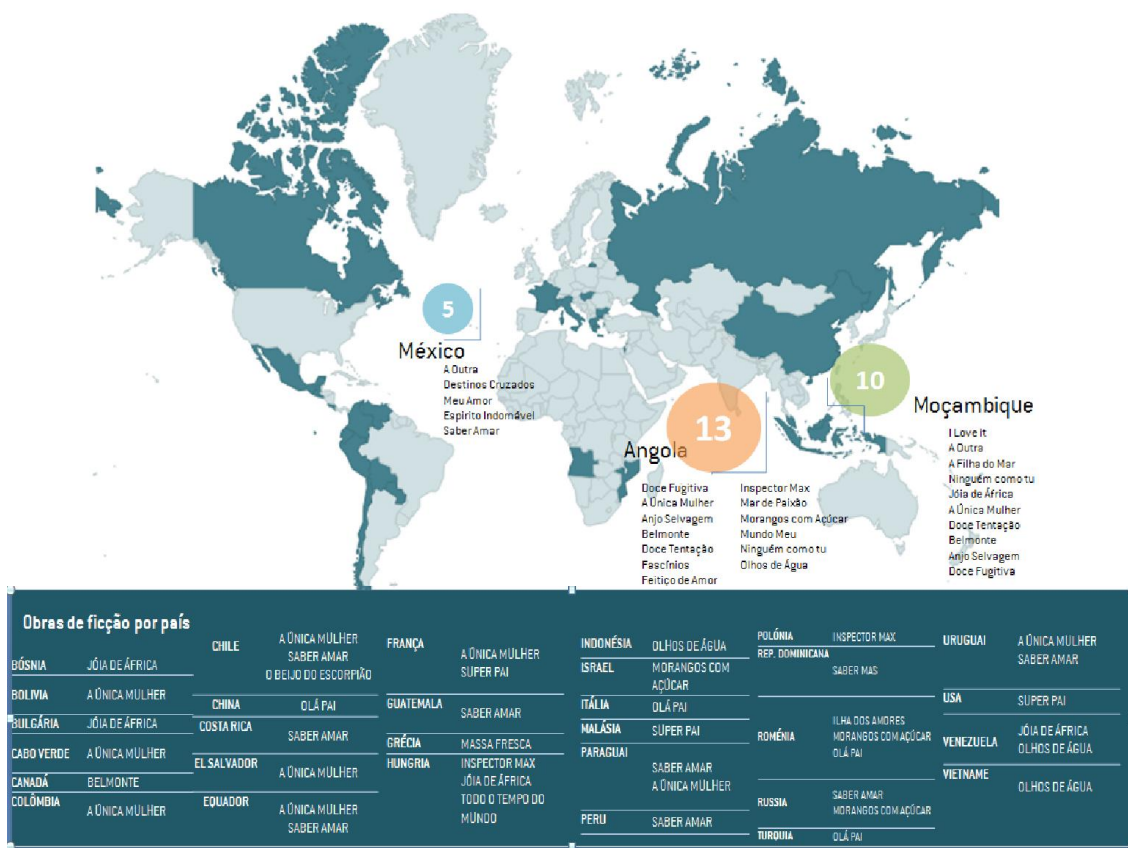 5
México
A Outra
Destinos Cruzados
Meu Amor
Espirito Indomável
Saber Amar
13
Angola
Doce Fugitiva
A Única Mulher
Anjo Selvagem
Belmonte
Doce Tentação
Fascínios
Feitiço de Amor
Inspector Max
Mar de Paixão
Morangos com Açúcar
Mundo Meu
Ninguém como tu
Olhos de Água
10
Moçambique
I Love It
A Outra
A Filha do Mar
Ninguém como tu
Jóia de África
A Única Mulher
Doce Tentação
Belmonte
Anjo Selvagem
Doce Fugitiva
Obras de ficção por país
BÓSNIA JÓIA DE ÁFRICA
BOLIVIA A ÚNICA MULHER
BULGÁRIA JÓIA DE ÁFRICA
CABO VERDE A ÚNICA MULHER
CANADÁ BELMONTE
COLÔMBIA A ÚNICA MULHER
CHILE A ÚNICA MULHER
SABER AMAR
O BEIJO DO ESCORPIÃO
CHINA OLÁ PAI
COSTA RICA SABER AMAR
EL SALVADOR A ÚNICA MULHER
EQUADOR A ÚNICA MULHER
SABER AMAR
FRANÇA A ÚNICA MULHER
SUPER PAI
GUATEMALA SABER AMAR
GRÉCIA MASSA FRESCA
HUNGRIA INSPECTOR MAX
JÓIA DE ÁFRICA
TODO O TEMPO DO
MUNDO
INDONÉSIA OLHOS DE ÁGUA
ISRAEL MORANGOS COM
AÇÚCAR
ITÁLIA OLÁ PAI
MALÁSIA SUPER PAI
PARAGUAI SABER AMAR
A ÚNICA MULHER
PERU SABER AMAR
POLÓNIA INSPECTOR MAX
REP. DOMINICANA
SABER MAS
ROMÉNIA ILHA DOS AMORES
MORANGOS COM AÇÚCAR
OLÁ PAI
RUSSIA SABER AMAR
MORANGOS COM AÇÚCAR
TURQUIA OLÁ PAI
URUGUAI A ÚNICA MULHER
SABER AMAR
USA SUPER PAI
VENEZUELA JÓIA DE ÁFRICA
OLHOS DE ÁGUA
VIETNAME OLHOS DE ÁGUA